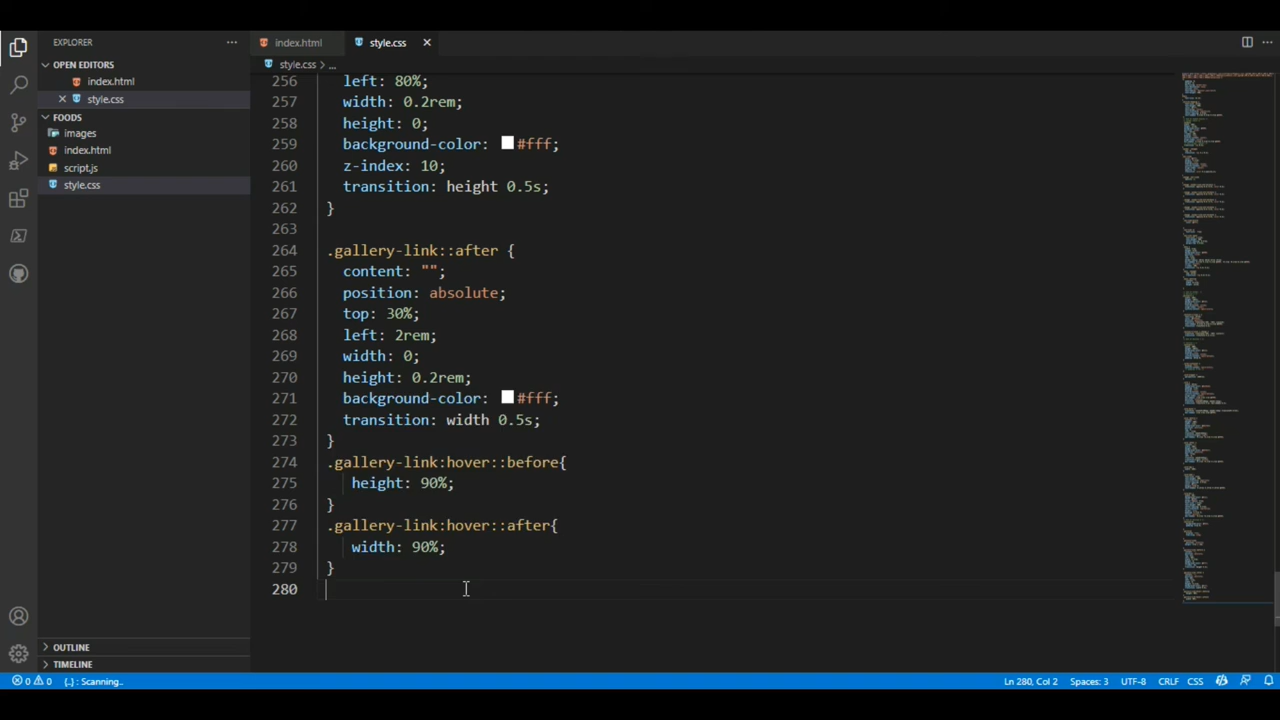 EXPLORER
...
OPEN EDITORS
index.html
style.css
FOODS
images
index.html
script.js
style.css
OUTLINE
TIMELINE
index.html
style.css
style.css > ...
256 left: 80%;
257 width: 0.2rem;
258 height: 0;
259 background-color: #fff;
260 z-index: 10;
261 transition: height 0.5s;
262 }
263
264 .gallery-link::after {
265 content: "";
266 position: absolute;
267 top: 30%;
268 left: 2rem;
269 width: 0;
270 height: 0.2rem;
271 background-color: #fff;
272 transition: width 0.5s;
273 }
274 .gallery-link:hover::before{
275 height: 90%;
276 }
277 .gallery-link:hover::after{
278 width: 90%;
279 }
280
0 0 {..} : Scanning.. Ln 280, Col 2 Spaces: 3 UTF-8 CRLF CSS